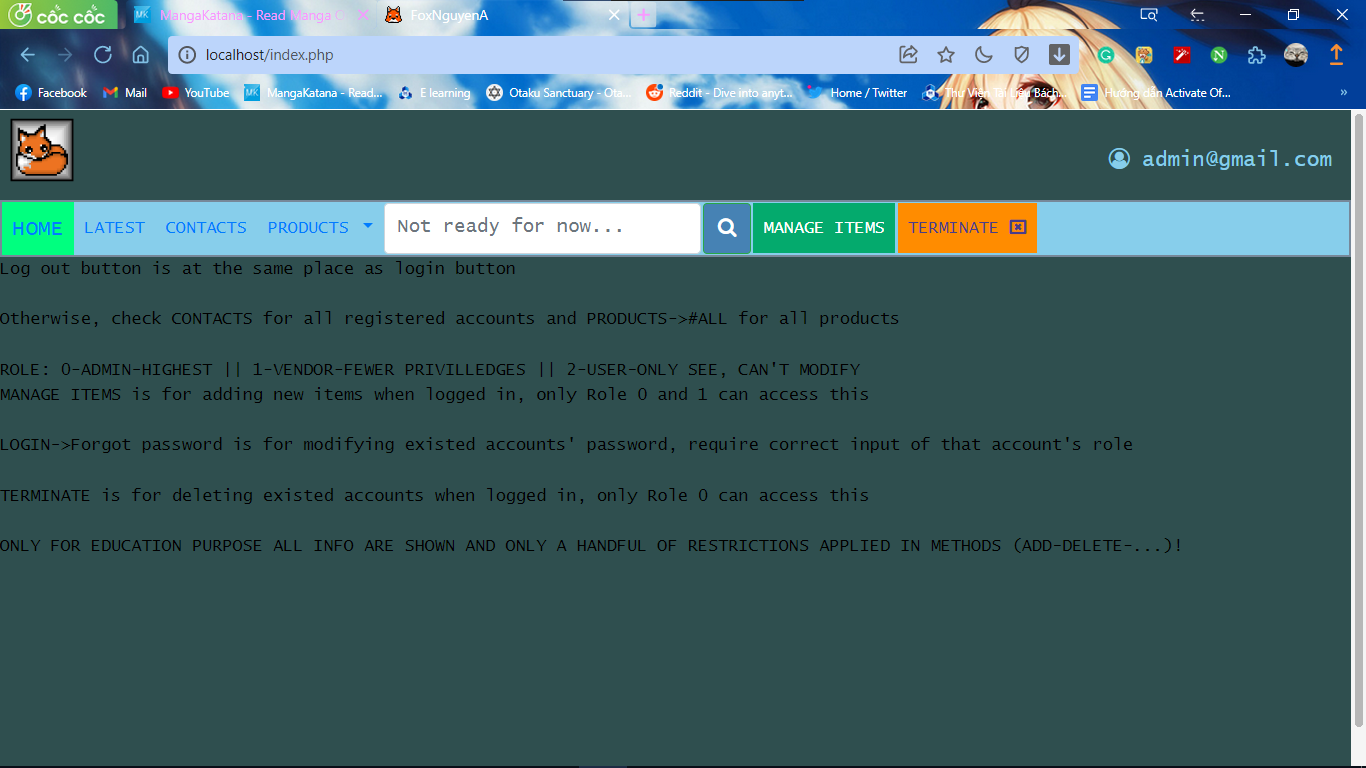 cốc cốc
MangaKatana - Read Manga O
FoxNguyenA
localhost/index.php
Facebook
Mail
YouTube
MangaKatana - Read...
E learning
Otaku Sanctuary - Ota...
Reddit - Dive into anyt...
Home / Twitter
Thư Viện Tài Liệu Bách...
Hướng dẫn Activate Of...
admin@gmail.com
HOME
LATEST
CONTACTS
PRODUCTS
Not ready for now...
MANAGE ITEMS
TERMINATE
Log out button is at the same place as login button
Otherwise, check CONTACTS for all registered accounts and PRODUCTS->#ALL for all products
ROLE: 0-ADMIN-HIGHEST || 1-VENDOR-FEWER PRIVILLEDGES || 2-USER-ONLY SEE, CAN'T MODIFY
MANAGE ITEMS is for adding new items when logged in, only Role 0 and 1 can access this
LOGIN->Forgot password is for modifying existed accounts' password, require correct input of that account's role
TERMINATE is for deleting existed accounts when logged in, only Role 0 can access this
ONLY FOR EDUCATION PURPOSE ALL INFO ARE SHOWN AND ONLY A HANDFUL OF RESTRICTIONS APPLIED IN METHODS (ADD-DELETE-...)!